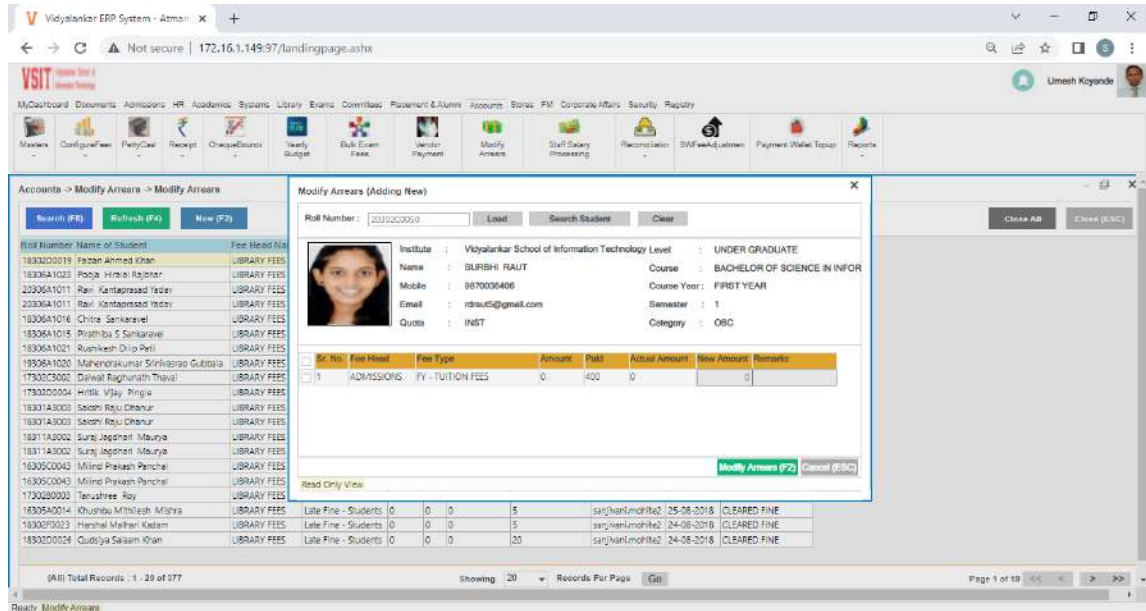 Vidyalankar ERP System - Atman
Not secure | 172.16.1.149:97/landingpage.ashx
VSIT
Umesh Koyande
MyDashboard Documents Admissions HR Academics Systems Library Exams Committees Placement & Alumni Accounts Stores FM Corporate Affairs Security Registry
Masters ConfigureFees PettyCash Receipt ChequeBounce Yearly Budget Bulk Exam Fees Vendor Payment Modify Arrears Staff Salary Processing Reconciliation SWFeeAdjustment Payment Wallet Topup Reports
Accounts -> Modify Arrears -> Modify Arrears
Search (F8) Refresh (F4) New (F2) Close All Close (ESC)
Modify Arrears (Adding New)
Roll Number : 2030200050 Load Search Student Clear
Institute : Vidyalankar School of Information Technology Level : UNDER GRADUATE
Name : SURBHI RAUT Course : BACHELOR OF SCIENCE IN INFOR
Mobile : 9870036406 Course Year : FIRST YEAR
Email : rdraut5@gmail.com Semester : 1
Quota : INST Category : OBC
Sr. No. Fee Head Fee Type Amount Paid Actual Amount New Amount Remarks
1 ADMISSIONS FY - TUITION FEES 0 400 0 0
Modify Arrears (F2) Cancel (ESC)
Read Only View
Roll Number Name of Student Fee Head Na
18302D0019 Faizan Ahmed Khan LIBRARY FEES
18306A1023 Pooja Hiralal Rajbhar LIBRARY FEES
20306A1011 Ravi Kantaprasad Yadav LIBRARY FEES
20306A1011 Ravi Kantaprasad Yadav LIBRARY FEES
18306A1016 Chitra Sankaravel LIBRARY FEES
18306A1015 Pirathiba S Sankaravel LIBRARY FEES
18306A1021 Rushikesh Dilip Patil LIBRARY FEES
19306A1020 Mahendrakumar Srinivasrao Gubbala LIBRARY FEES
17302C3002 Daiwat Raghunath Thaval LIBRARY FEES
17302D0004 Hritik Vijay Pingle LIBRARY FEES
18301A3003 Sakshi Raju Dhanur LIBRARY FEES
18301A3003 Sakshi Raju Dhanur LIBRARY FEES
18311A3002 Suraj Jagdhari Maurya LIBRARY FEES
18311A3002 Suraj Jagdhari Maurya LIBRARY FEES
16305C0043 Milind Prakash Panchal LIBRARY FEES
16305C0043 Milind Prakash Panchal LIBRARY FEES
17302B0003 Tanushree Roy LIBRARY FEES
16305A0014 Khushbu Mithilesh Mishra LIBRARY FEES Late Fine - Students 0 0 0 5 sanjivani.mohite2 25-08-2018 CLEARED FINE
18302F0023 Harshal Malhari Kadam LIBRARY FEES Late Fine - Students 0 0 0 5 sanjivani.mohite2 24-08-2018 CLEARED FINE
18302D0026 Qudsiya Salaam Khan LIBRARY FEES Late Fine - Students 0 0 0 20 sanjivani.mohite2 24-08-2018 CLEARED FINE
(All) Total Records : 1 - 20 of 377 Showing 20 Records Per Page Go Page 1 of 19 << < > >>
Ready Modify Arrears